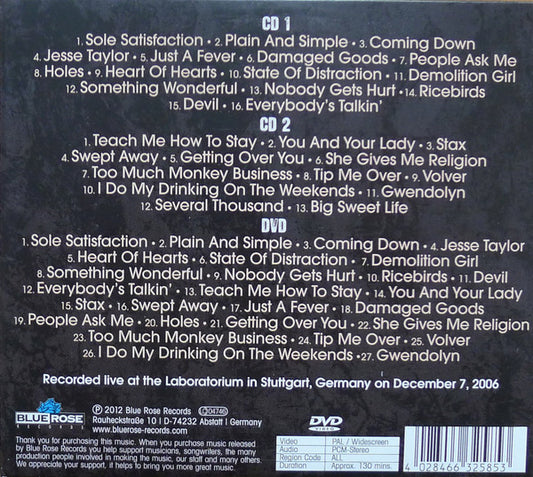 CD 1
1. Sole Satisfaction • 2. Plain And Simple • 3. Coming Down
4. Jesse Taylor • 5. Just A Fever • 6. Damaged Goods • 7. People Ask Me
8. Holes • 9. Heart Of Hearts • 10. State Of Distraction • 11. Demolition Girl
12. Something Wonderful • 13. Nobody Gets Hurt • 14. Ricebirds
15. Devil • 16. Everybody's Talkin'
CD 2
1. Teach Me How To Stay • 2. You And Your Lady • 3. Stax
4. Swept Away • 5. Getting Over You • 6. She Gives Me Religion
7. Too Much Monkey Business • 8. Tip Me Over • 9. Volver
10. I Do My Drinking On The Weekends • 11. Gwendolyn
12. Several Thousand • 13. Big Sweet Life
DVD
1. Sole Satisfaction • 2. Plain And Simple • 3. Coming Down • 4. Jesse Taylor
5. Heart Of Hearts • 6. State Of Distraction • 7. Demolition Girl
8. Something Wonderful • 9. Nobody Gets Hurt • 10. Ricebirds • 11. Devil
12. Everybody's Talkin' • 13. Teach Me How To Stay • 14. You And Your Lady
15. Stax • 16. Swept Away • 17. Just A Fever • 18. Damaged Goods
19. People Ask Me • 20. Holes • 21. Getting Over You • 22. She Gives Me Religion
23. Too Much Monkey Business • 24. Tip Me Over • 25. Volver
26. I Do My Drinking On The Weekends • 27. Gwendolyn
Recorded live at the Laboratorium in Stuttgart, Germany on December 7, 2006
BLUE ROSE
RECORDS
℗ 2012 Blue Rose Records LC 04746
Rauheckstraße 10 I D-74232 Abstatt I Germany
www.bluerose-records.com
Thank you for purchasing this music. When you purchase music released
by Blue Rose Records you help support musicians, songwriters, the many
production people involved in making the music, our staff and many others.
We appreciate your support, it helps to bring you more great music.
DVD
VIDEO
Video PAL / Widescreen
Audio PCM-Stereo
Region Code ALL
Duration Approx. 130 mins
4 028466 325853